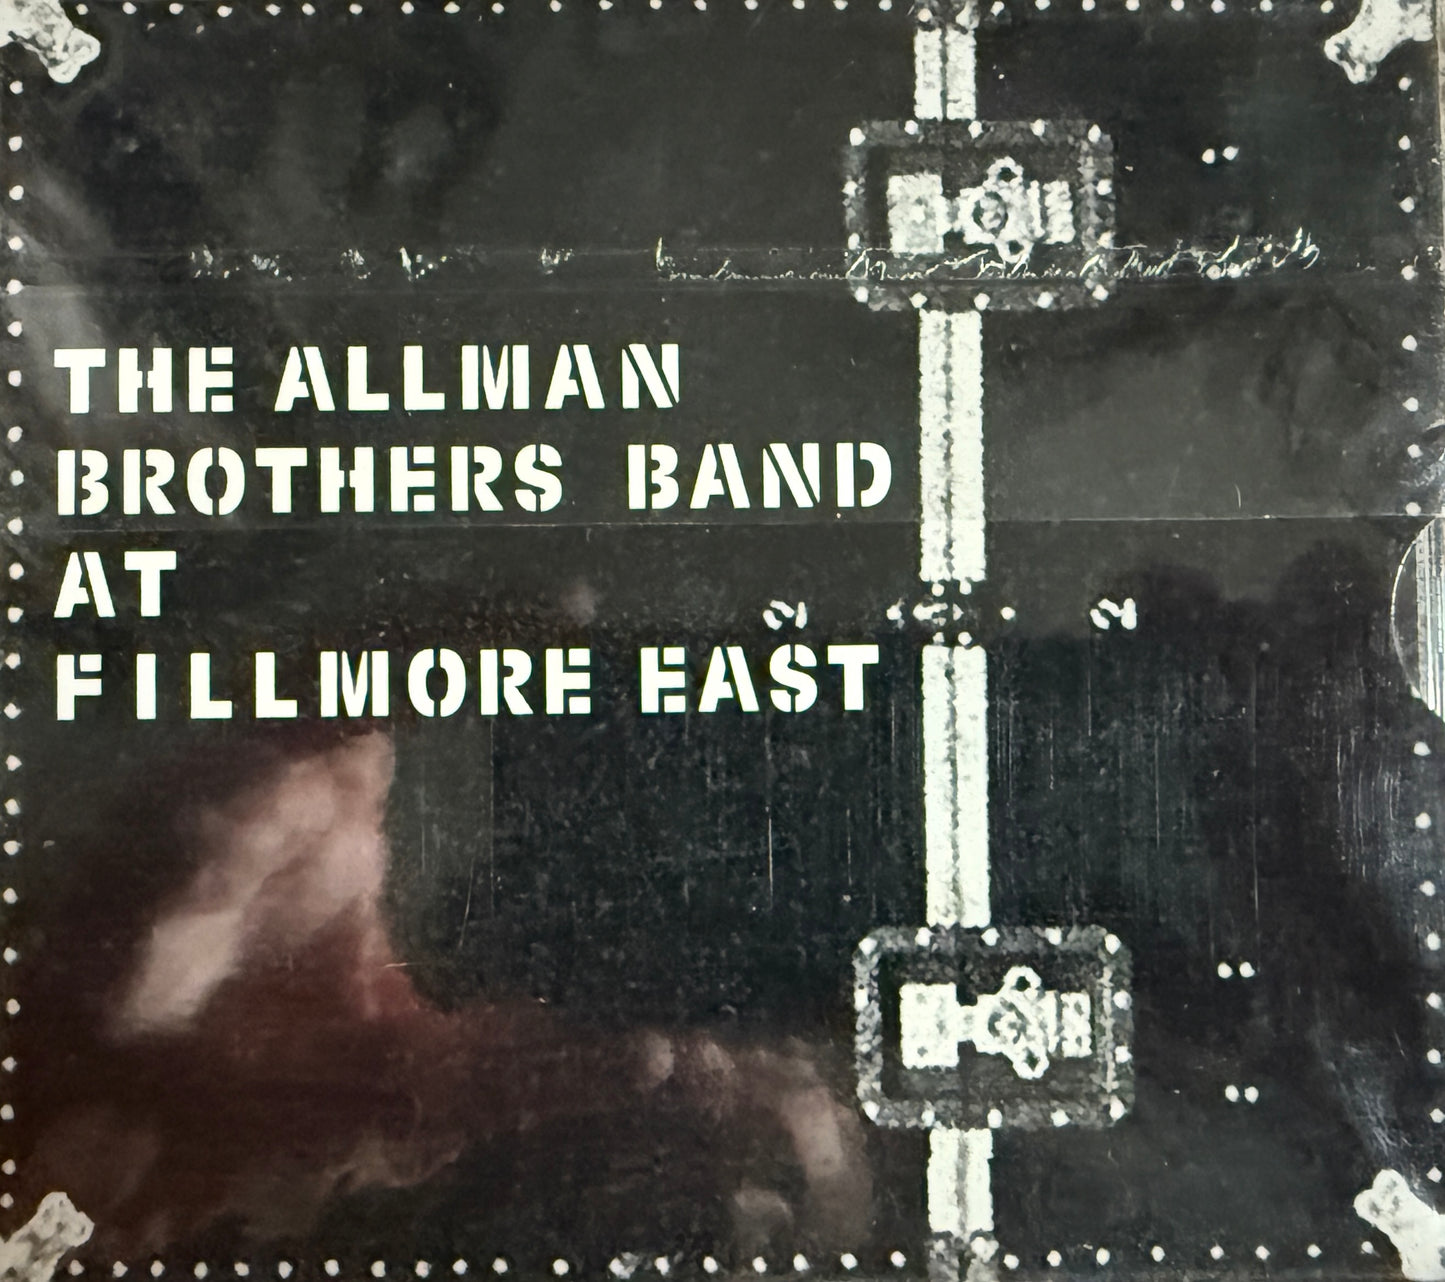 THE ALLMAN
BROTHERS BAND
AT
FILLMORE EAST